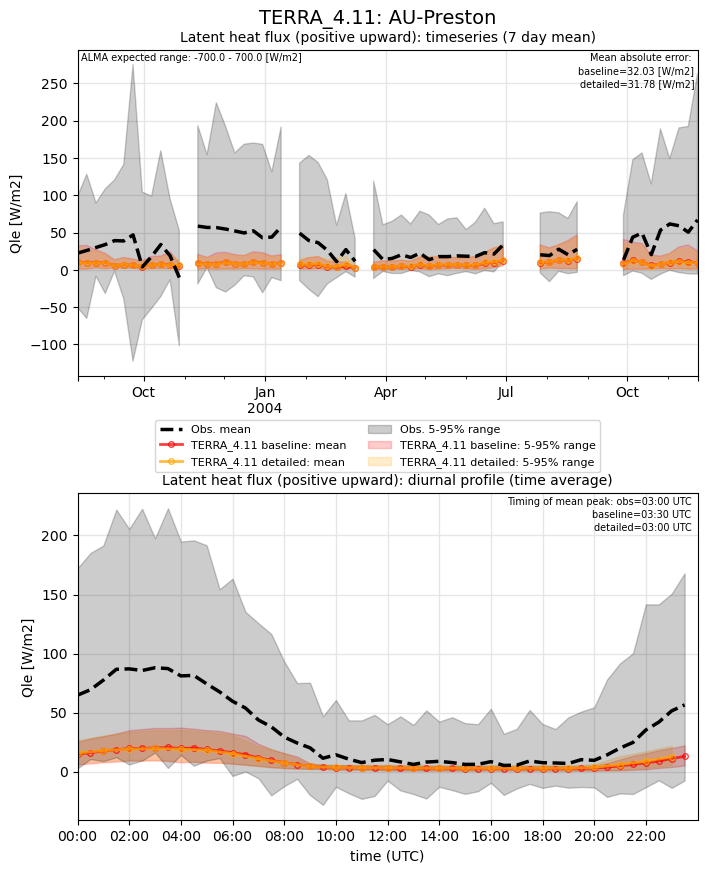 TERRA_4.11: AU-Preston
Latent heat flux (positive upward): timeseries (7 day mean)
ALMA expected range: -700.0 - 700.0 [W/m2]
Mean absolute error:
baseline=32.03 [W/m2]
detailed=31.78 [W/m2]
Qle [W/m2]
250
200
150
100
50
0
−50
−100
Oct
Jan
2004
Apr
Jul
Oct
Obs. mean
TERRA_4.11 baseline: mean
TERRA_4.11 detailed: mean
Obs. 5-95% range
TERRA_4.11 baseline: 5-95% range
TERRA_4.11 detailed: 5-95% range
Latent heat flux (positive upward): diurnal profile (time average)
Timing of mean peak: obs=03:00 UTC
baseline=03:30 UTC
detailed=03:00 UTC
Qle [W/m2]
200
150
100
50
0
00:00 02:00 04:00 06:00 08:00 10:00 12:00 14:00 16:00 18:00 20:00 22:00
time (UTC)